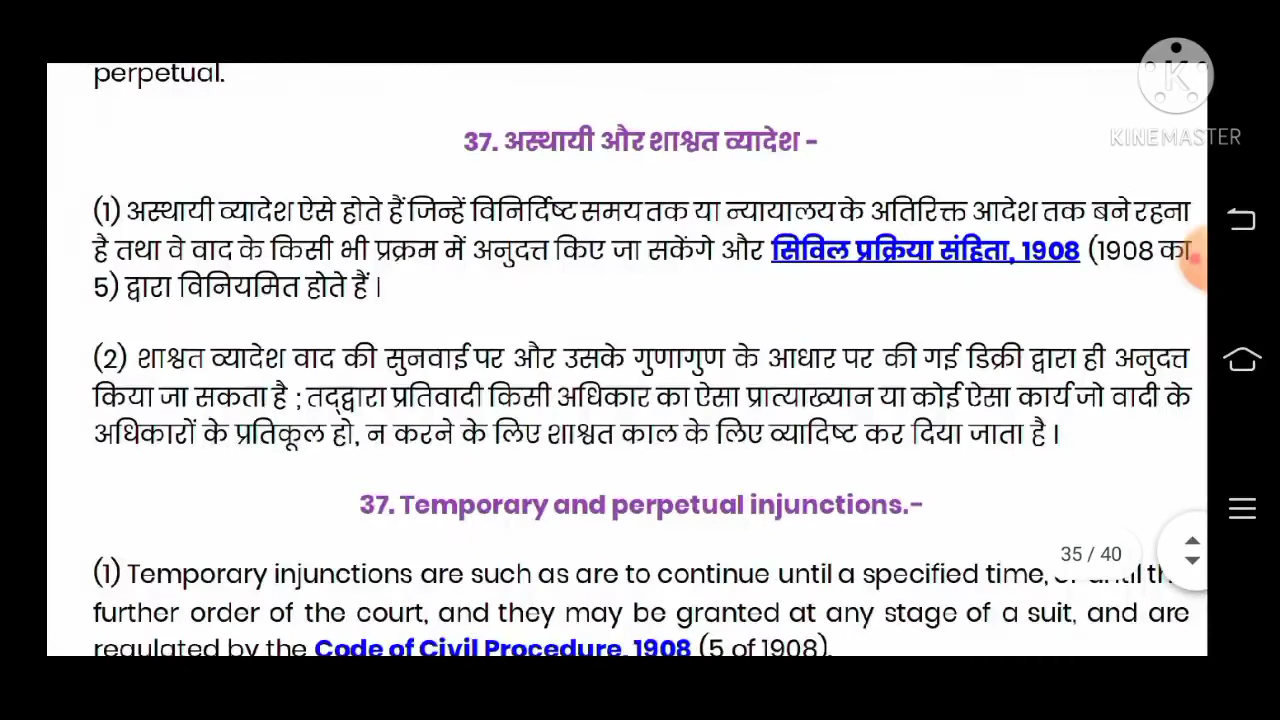 perpetual.
KINEMASTER
37. अस्थायी और शाश्वत व्यादेश -
(1) अस्थायी व्यादेश ऐसे होते हैं जिन्हें विनिर्दिष्ट समय तक या न्यायालय के अतिरिक्त आदेश तक बने रहना
है तथा वे वाद के किसी भी प्रक्रम में अनुदत्त किए जा सकेंगे और सिविल प्रक्रिया संहिता, 1908 (1908 का
5) द्वारा विनियमित होते हैं ।
(2) शाश्वत व्यादेश वाद की सुनवाई पर और उसके गुणागुण के आधार पर की गई डिक्री द्वारा ही अनुदत्त
किया जा सकता है ; तद्द्वारा प्रतिवादी किसी अधिकार का ऐसा प्रात्याख्यान या कोई ऐसा कार्य जो वादी के
अधिकारों के प्रतिकूल हो, न करने के लिए शाश्वत काल के लिए व्यादिष्ट कर दिया जाता है ।
37. Temporary and perpetual injunctions.-
35 / 40
(1) Temporary injunctions are such as are to continue until a specified time,
further order of the court, and they may be granted at any stage of a suit, and are
regulated by the Code of Civil Procedure, 1908 (5 of 1908).